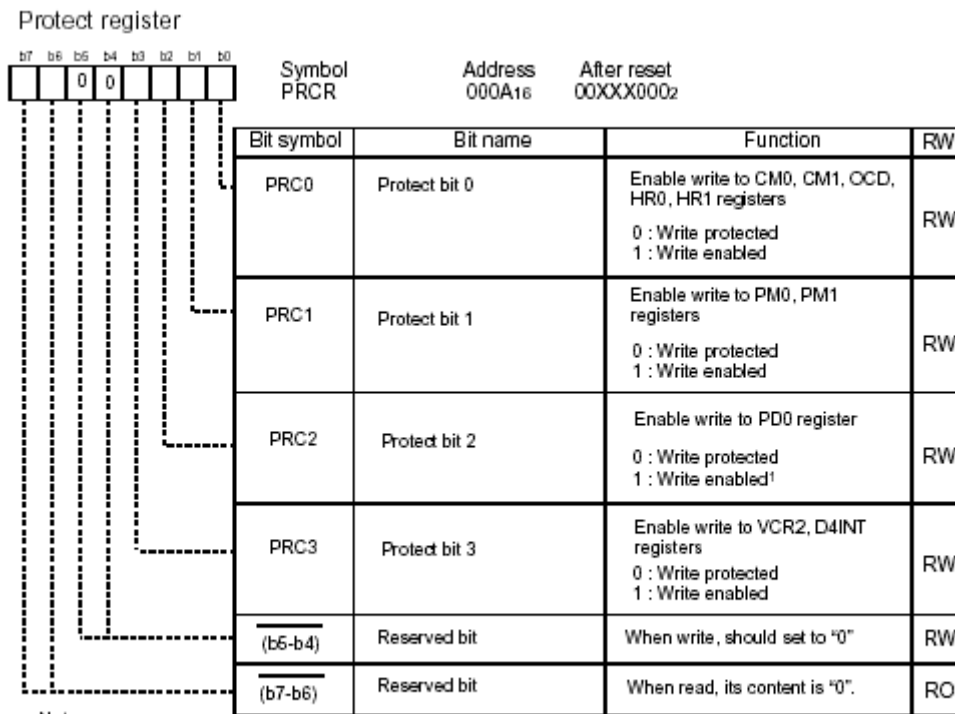 Protect register
b7 b6 b5 b4 b3 b2 b1 b0
0 0
Symbol Address After reset
PRCR 000A16 00XXX0002
Bit symbol Bit name Function RW
PRC0 Protect bit 0 Enable write to CM0, CM1, OCD,
HR0, HR1 registers
0 : Write protected
1 : Write enabled
RW
PRC1 Protect bit 1 Enable write to PM0, PM1
registers
0 : Write protected
1 : Write enabled
RW
PRC2 Protect bit 2 Enable write to PD0 register
0 : Write protected
1 : Write enabled1
RW
PRC3 Protect bit 3 Enable write to VCR2, D4INT
registers
0 : Write protected
1 : Write enabled
RW
(b5-b4) Reserved bit When write, should set to “0” RW
(b7-b6) Reserved bit When read, its content is “0”. RO